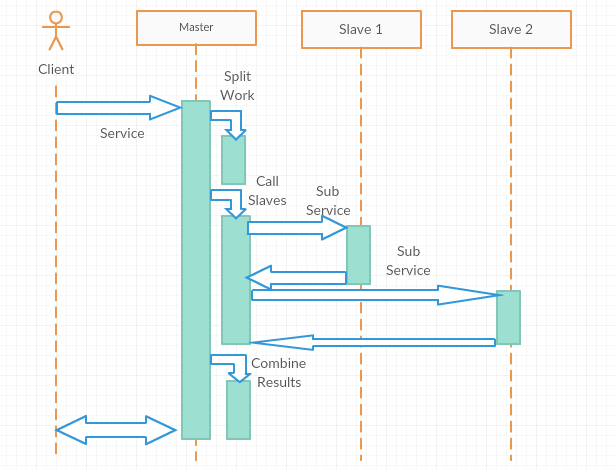 Master
Slave 1
Slave 2
Client
Split
Work
Service
Call
Slaves
Sub
Service
Sub
Service
Combine
Results